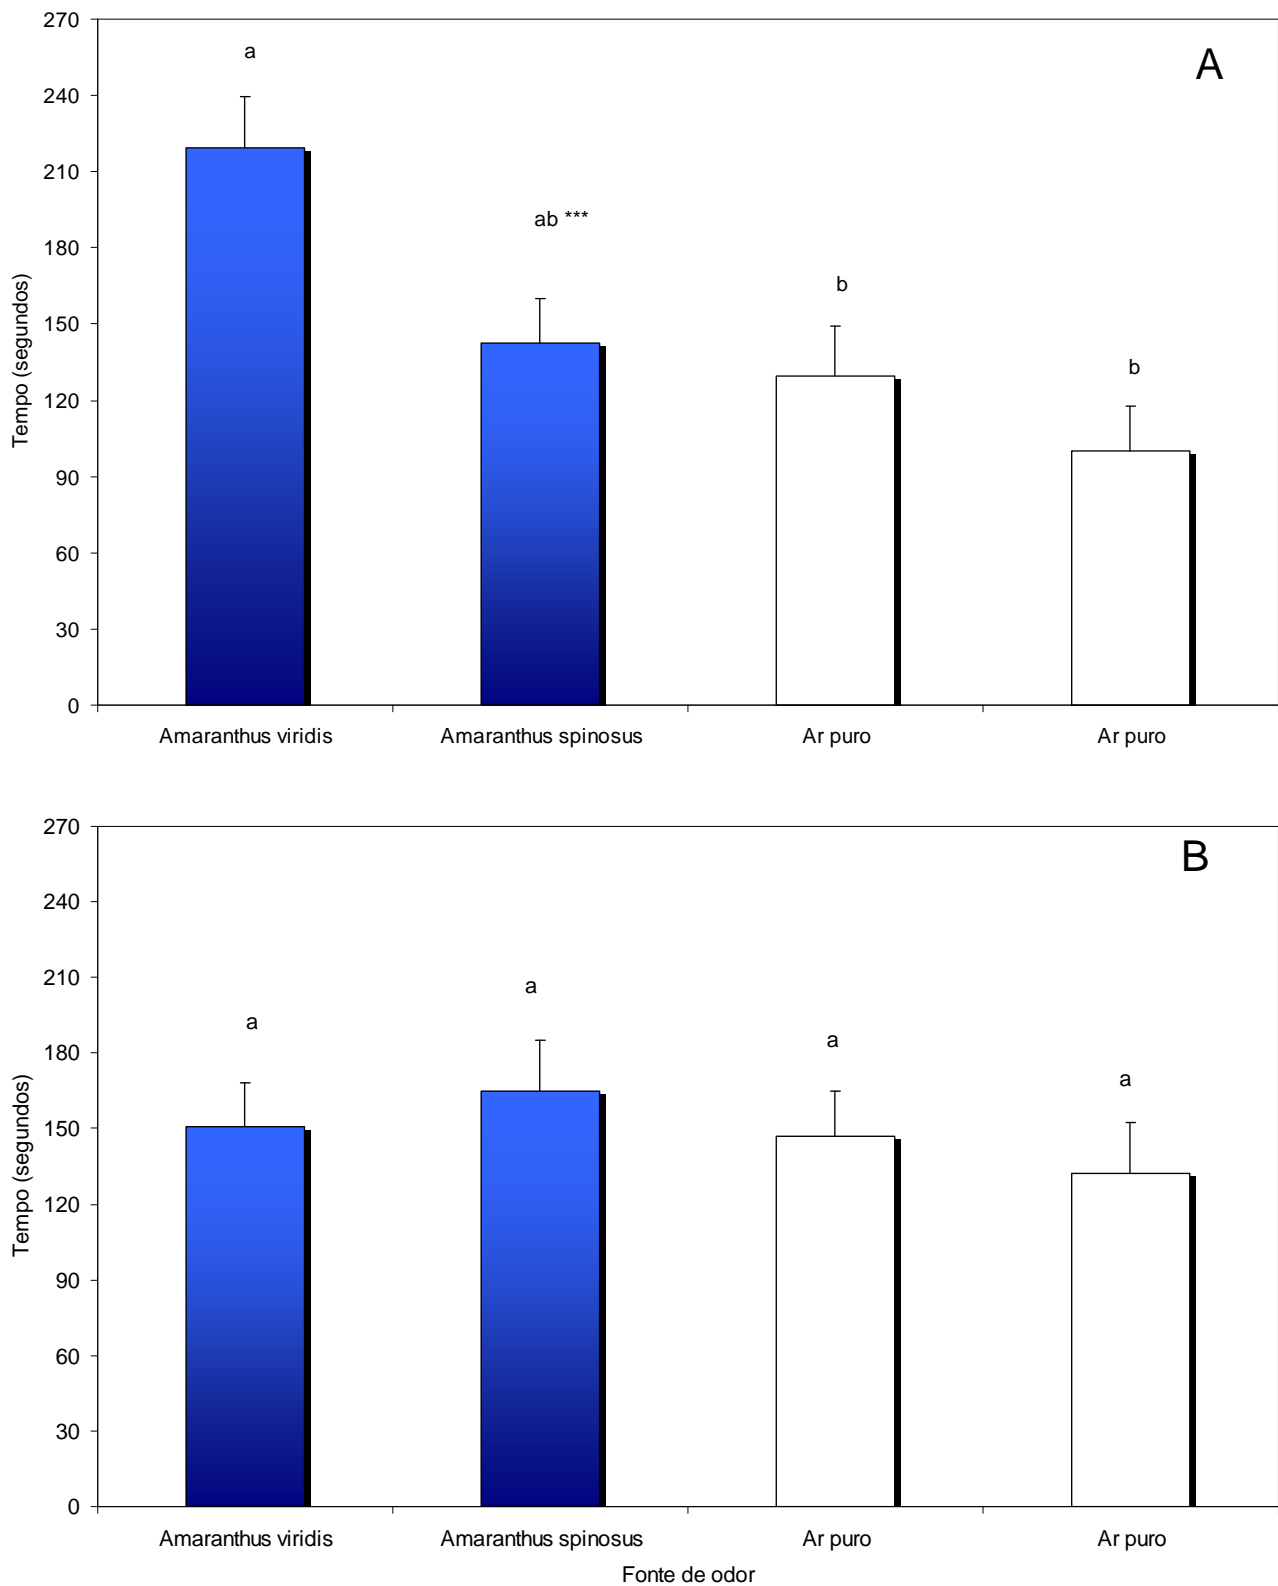 270
a
A
240
210
ab ***
180
b
150
b
120
90
60
30
0
Tempo (segundos)
Amaranthus viridis Amaranthus spinosus Ar puro Ar puro
270
B
240
210
a
a
a
180
a
150
120
90
60
30
0
Tempo (segundos)
Amaranthus viridis Amaranthus spinosus Ar puro Ar puro
Fonte de odor